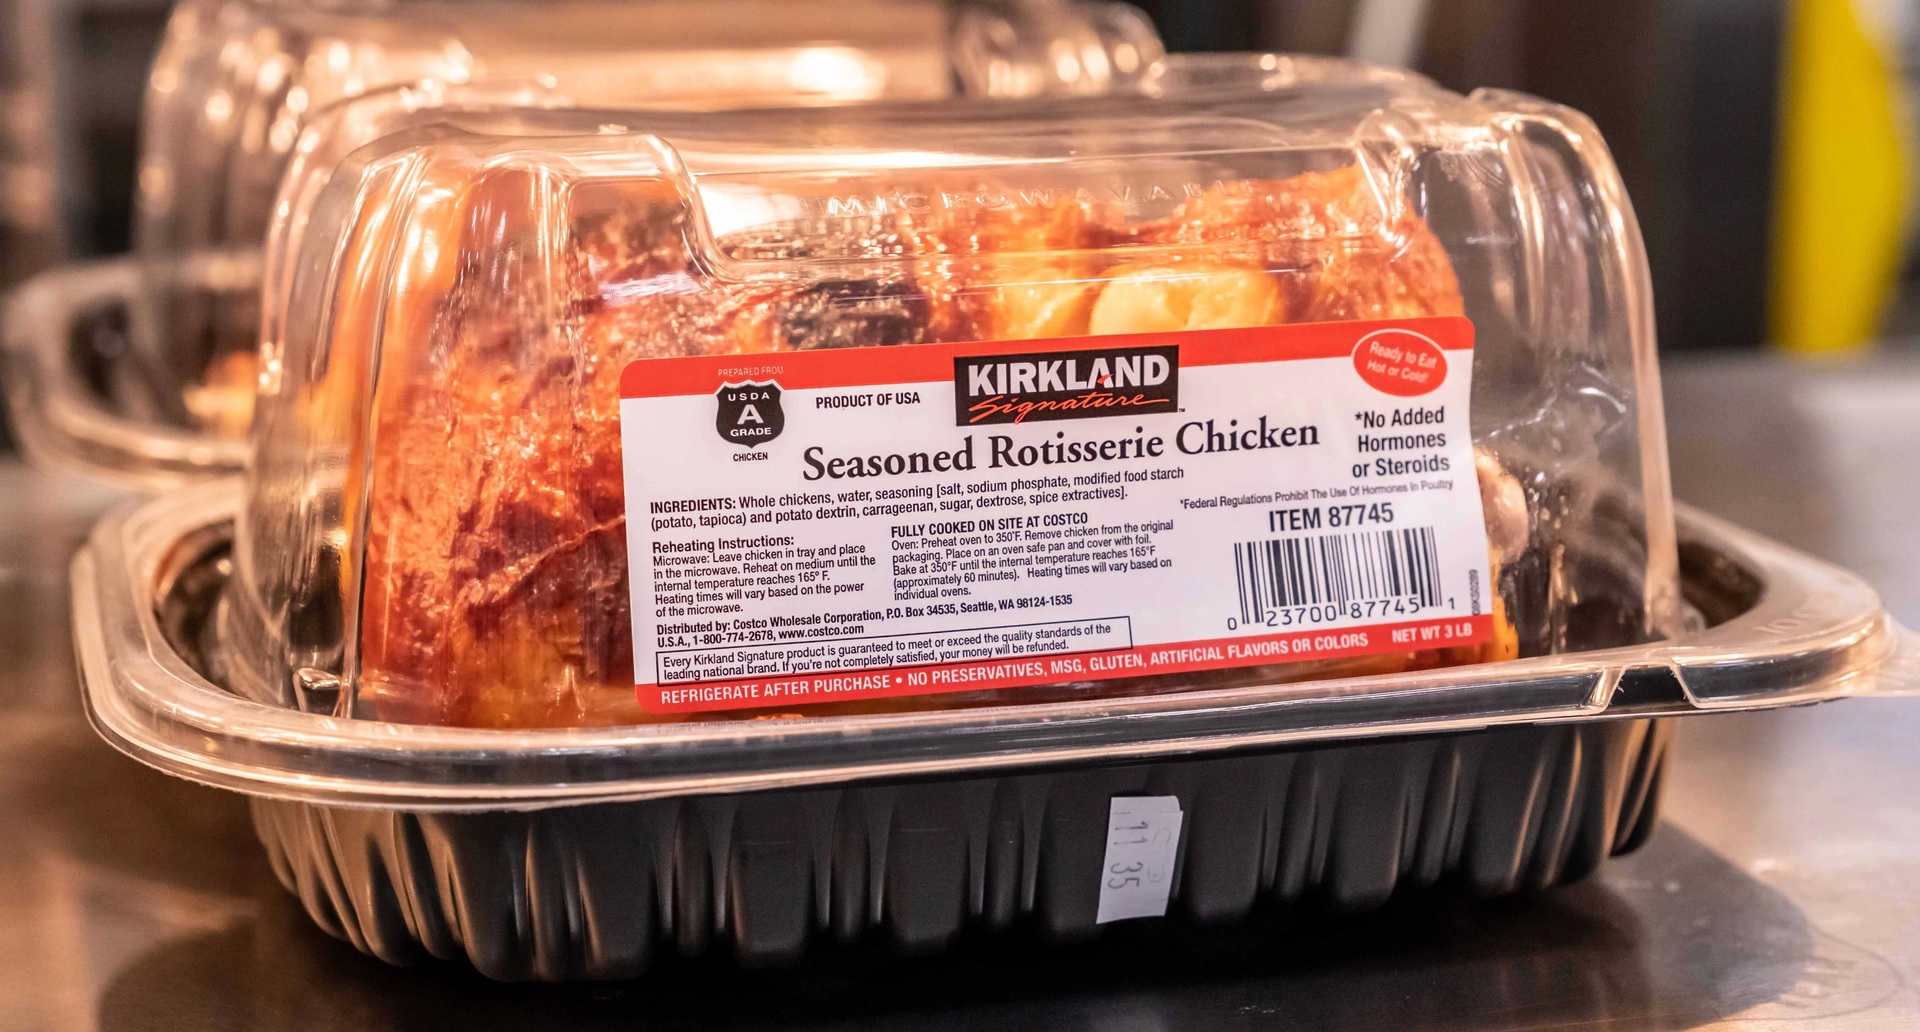 MICROWAVABLE
PREPARED FROM
USDA
A
GRADE
CHICKEN
PRODUCT OF USA
KIRKLAND
Signature™
Ready to Eat
Hot or Cold!
Seasoned Rotisserie Chicken
*No Added
Hormones
or Steroids
*Federal Regulations Prohibit The Use Of Hormones In Poultry
INGREDIENTS: Whole chickens, water, seasoning [salt, sodium phosphate, modified food starch
(potato, tapioca) and potato dextrin, carrageenan, sugar, dextrose, spice extractives].
Reheating Instructions:
Microwave: Leave chicken in tray and place
in the microwave. Reheat on medium until the
internal temperature reaches 165° F.
Heating times will vary based on the power
of the microwave.
FULLY COOKED ON SITE AT COSTCO
Oven: Preheat oven to 350°F. Remove chicken from the original
packaging. Place on an oven safe pan and cover with foil.
Bake at 350°F until the internal temperature reaches 165°F
(approximately 60 minutes). Heating times will vary based on
individual ovens.
ITEM 87745
0 23700 87745 1
Distributed by: Costco Wholesale Corporation, P.O. Box 34535, Seattle, WA 98124-1535
U.S.A., 1-800-774-2678, www.costco.com
Every Kirkland Signature product is guaranteed to meet or exceed the quality standards of the
leading national brand. If you're not completely satisfied, your money will be refunded.
REFRIGERATE AFTER PURCHASE • NO PRESERVATIVES, MSG, GLUTEN, ARTIFICIAL FLAVORS OR COLORS NET WT 3 LB
11 35